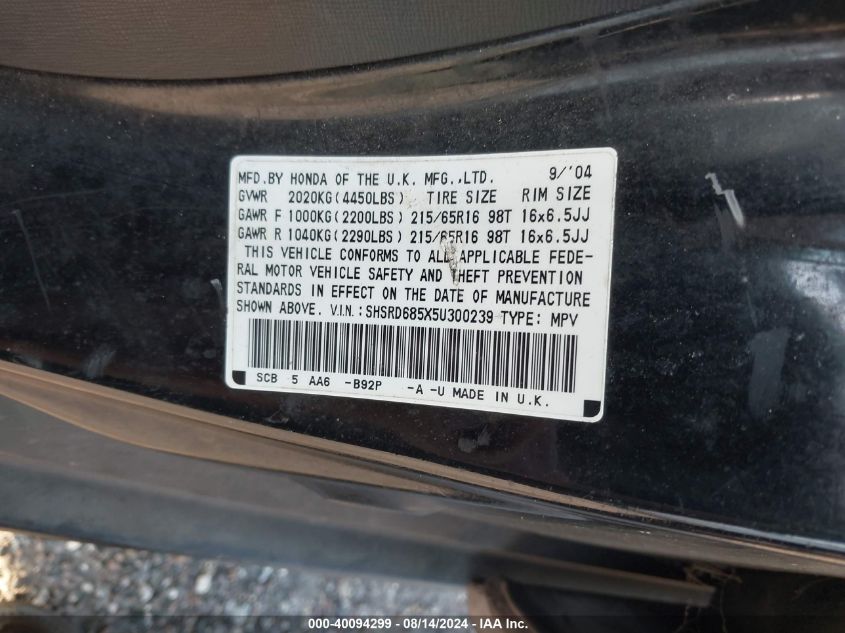 MFD.BY HONDA OF THE U.K. MFG.,LTD. 9/'04
GVWR 2020KG(4450LBS) TIRE SIZE RIM SIZE
GAWR F 1000KG(2200LBS) 215/65R16 98T 16x6.5JJ
GAWR R 1040KG(2290LBS) 215/65R16 98T 16x6.5JJ
THIS VEHICLE CONFORMS TO ALL APPLICABLE FEDE-
RAL MOTOR VEHICLE SAFETY AND THEFT PREVENTION
STANDARDS IN EFFECT ON THE DATE OF MANUFACTURE
SHOWN ABOVE. V.I.N.: SHSRD685X5U300239 TYPE: MPV
SCB 5 AA6 -B92P -A -U MADE IN U.K.
000-40094299 - 08/14/2024 - IAA Inc.